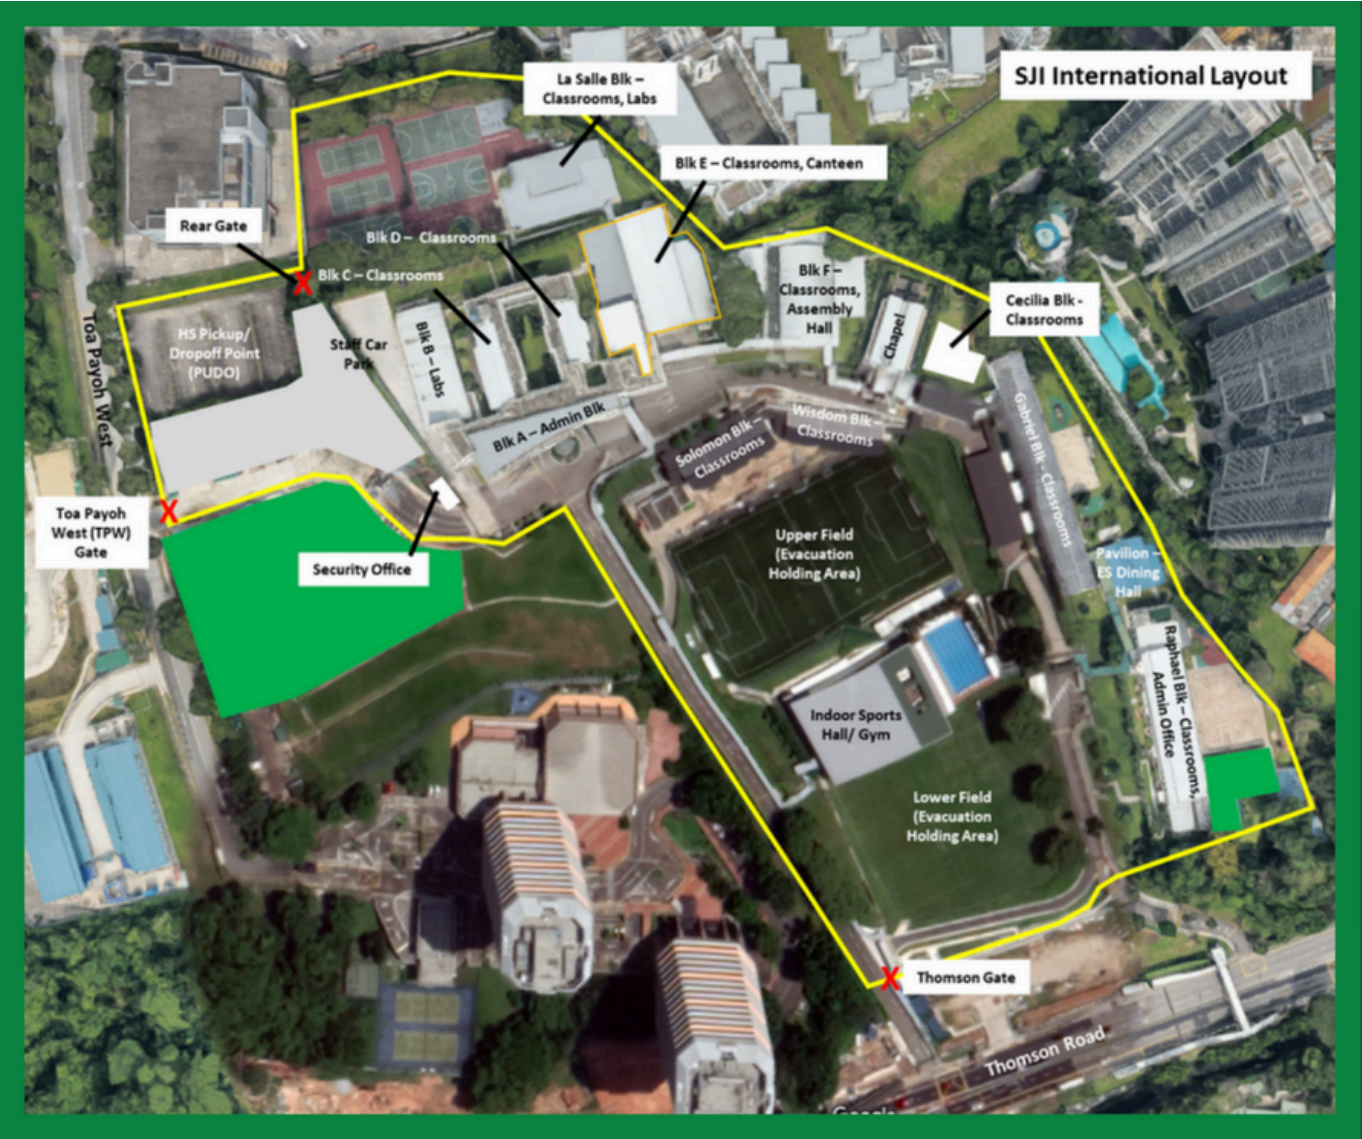 SJI International Layout
La Salle Blk –
Classrooms, Labs
Blk E – Classrooms, Canteen
Rear Gate
Blk D – Classrooms
Blk C – Classrooms
Blk F –
Classrooms,
Assembly
Hall
Cecilia Blk -
Classrooms
HS Pickup/
Dropoff Point
(PUDO)
Staff Car
Park
Blk B – Labs
Chapel
Toa Payoh West
Blk A – Admin Blk
Solomon Blk –
Classrooms
Wisdom Blk –
Classrooms
Gabriel Blk - Classrooms
Toa Payoh
West (TPW)
Gate
Security Office
Upper Field
(Evacuation
Holding Area)
Pavilion –
ES Dining
Hall
Raphael Blk – Classrooms,
Admin Office
Indoor Sports
Hall/ Gym
Lower Field
(Evacuation
Holding Area)
Thomson Gate
Thomson Road
Google